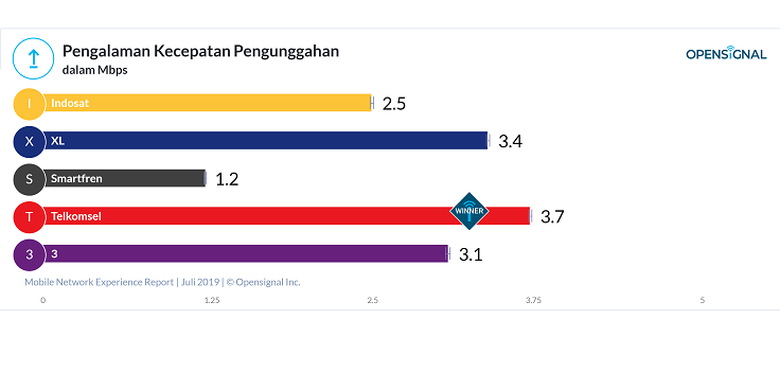 Pengalaman Kecepatan Pengunggahan
dalam Mbps
OPENSIGNAL
I Indosat 2.5
X XL 3.4
S Smartfren 1.2
T Telkomsel WINNER 3.7
3 3 3.1
Mobile Network Experience Report | Juli 2019 | © Opensignal Inc.
0 1.25 2.5 3.75 5